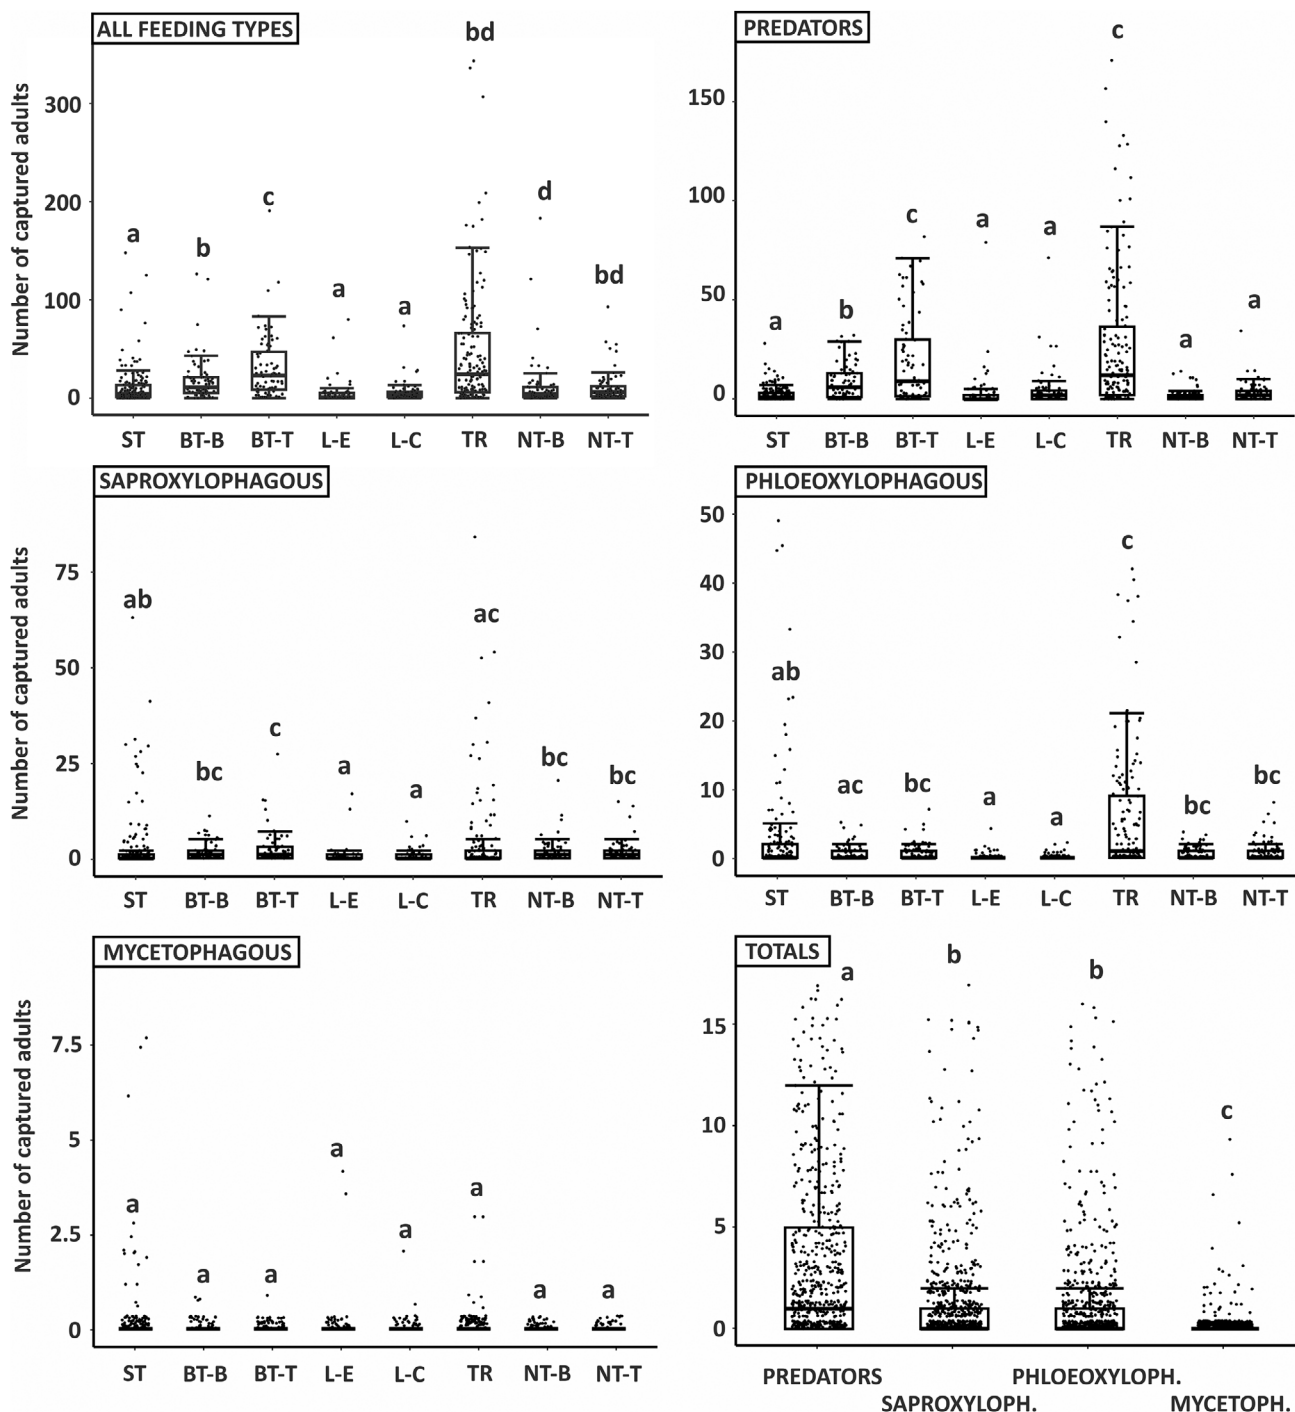 ALL FEEDING TYPES
Number of captured adults
300
200
100
0
a
b
c
a
a
bd
d
bd
ST BT-B BT-T L-E L-C TR NT-B NT-T
PREDATORS
150
100
50
0
a
b
c
a
a
c
a
a
ST BT-B BT-T L-E L-C TR NT-B NT-T
SAPROXYLOPHAGOUS
Number of captured adults
75
50
25
0
ab
bc
c
a
a
ac
bc
bc
ST BT-B BT-T L-E L-C TR NT-B NT-T
PHLOEOXYLOPHAGOUS
50
40
30
20
10
0
ab
ac
bc
a
a
c
bc
bc
ST BT-B BT-T L-E L-C TR NT-B NT-T
MYCETOPHAGOUS
Number of captured adults
7.5
5
2.5
0
a
a
a
a
a
a
a
a
ST BT-B BT-T L-E L-C TR NT-B NT-T
TOTALS
15
10
5
0
a
b
b
c
PREDATORS
SAPROXYLOPH.
PHLOEOXYLOPH.
MYCETOPH.